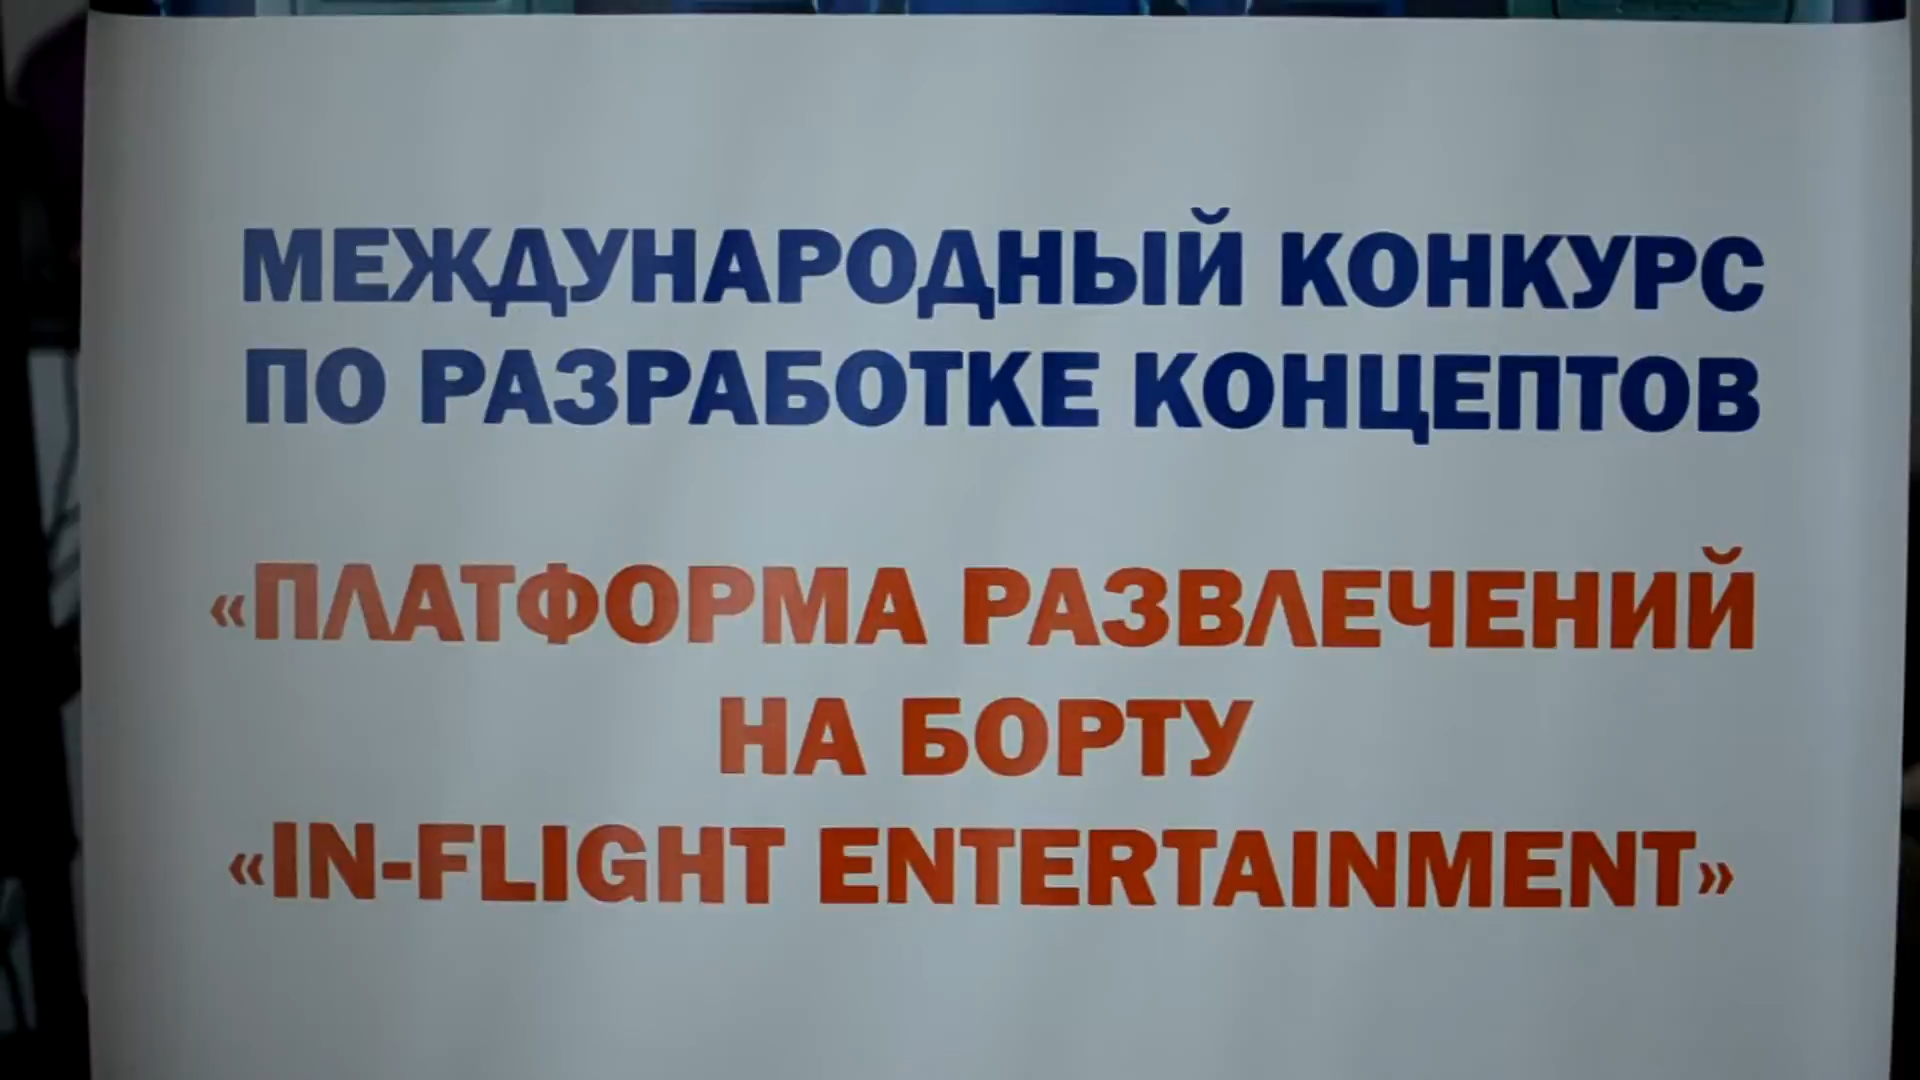 МЕЖДУНАРОДНЫЙ КОНКУРС
ПО РАЗРАБОТКЕ КОНЦЕПТОВ
«ПЛАТФОРМА РАЗВЛЕЧЕНИЙ
НА БОРТУ
«IN-FLIGHT ENTERTAINMENT»